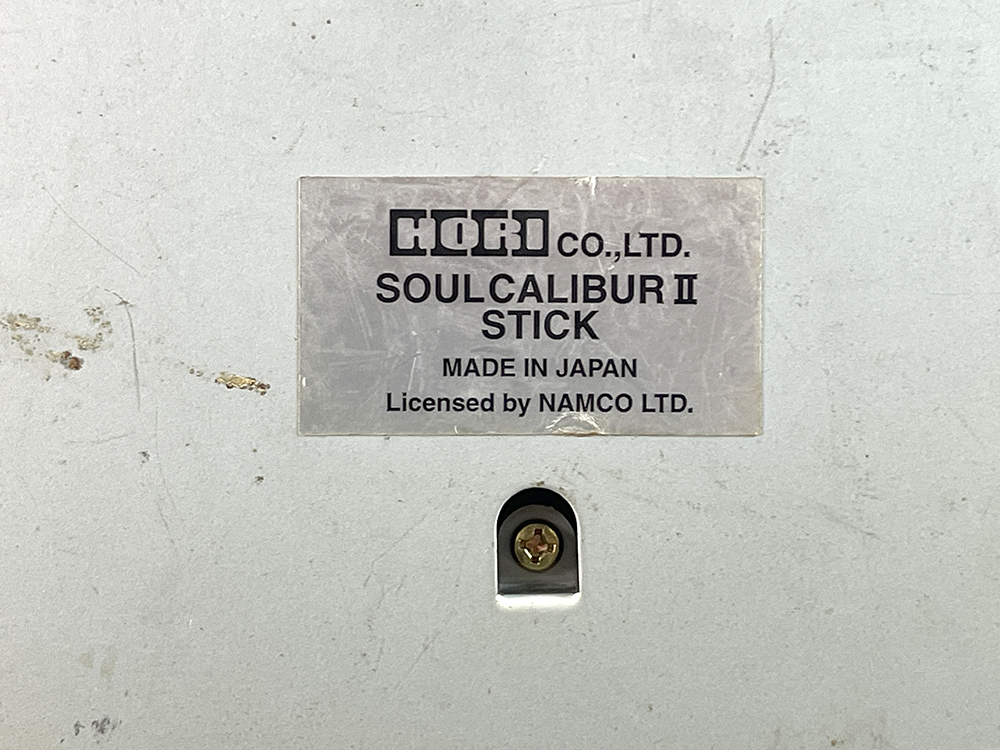 HORI CO.,LTD.
SOULCALIBUR II
STICK
MADE IN JAPAN
Licensed by NAMCO LTD.